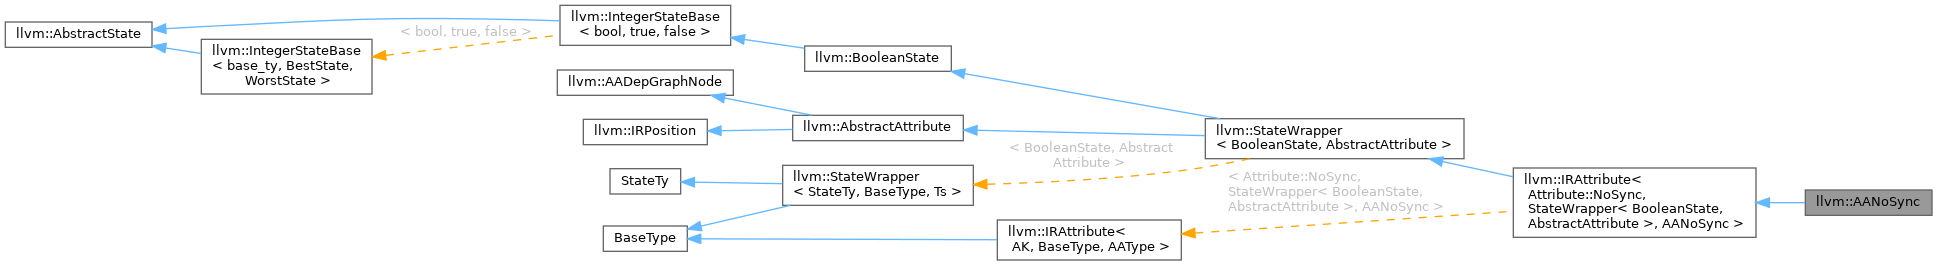 llvm::AbstractState
llvm::IntegerStateBase
< base_ty, BestState,
WorstState >
< bool, true, false >
llvm::IntegerStateBase
< bool, true, false >
llvm::BooleanState
llvm::AADepGraphNode
llvm::IRPosition
llvm::AbstractAttribute
StateTy
BaseType
llvm::StateWrapper
< StateTy, BaseType, Ts >
llvm::IRAttribute<
AK, BaseType, AAType >
< BooleanState, Abstract
Attribute >
llvm::StateWrapper
< BooleanState, AbstractAttribute >
< Attribute::NoSync,
StateWrapper< BooleanState,
AbstractAttribute >, AANoSync >
llvm::IRAttribute<
Attribute::NoSync,
StateWrapper< BooleanState,
AbstractAttribute >, AANoSync >
llvm::AANoSync